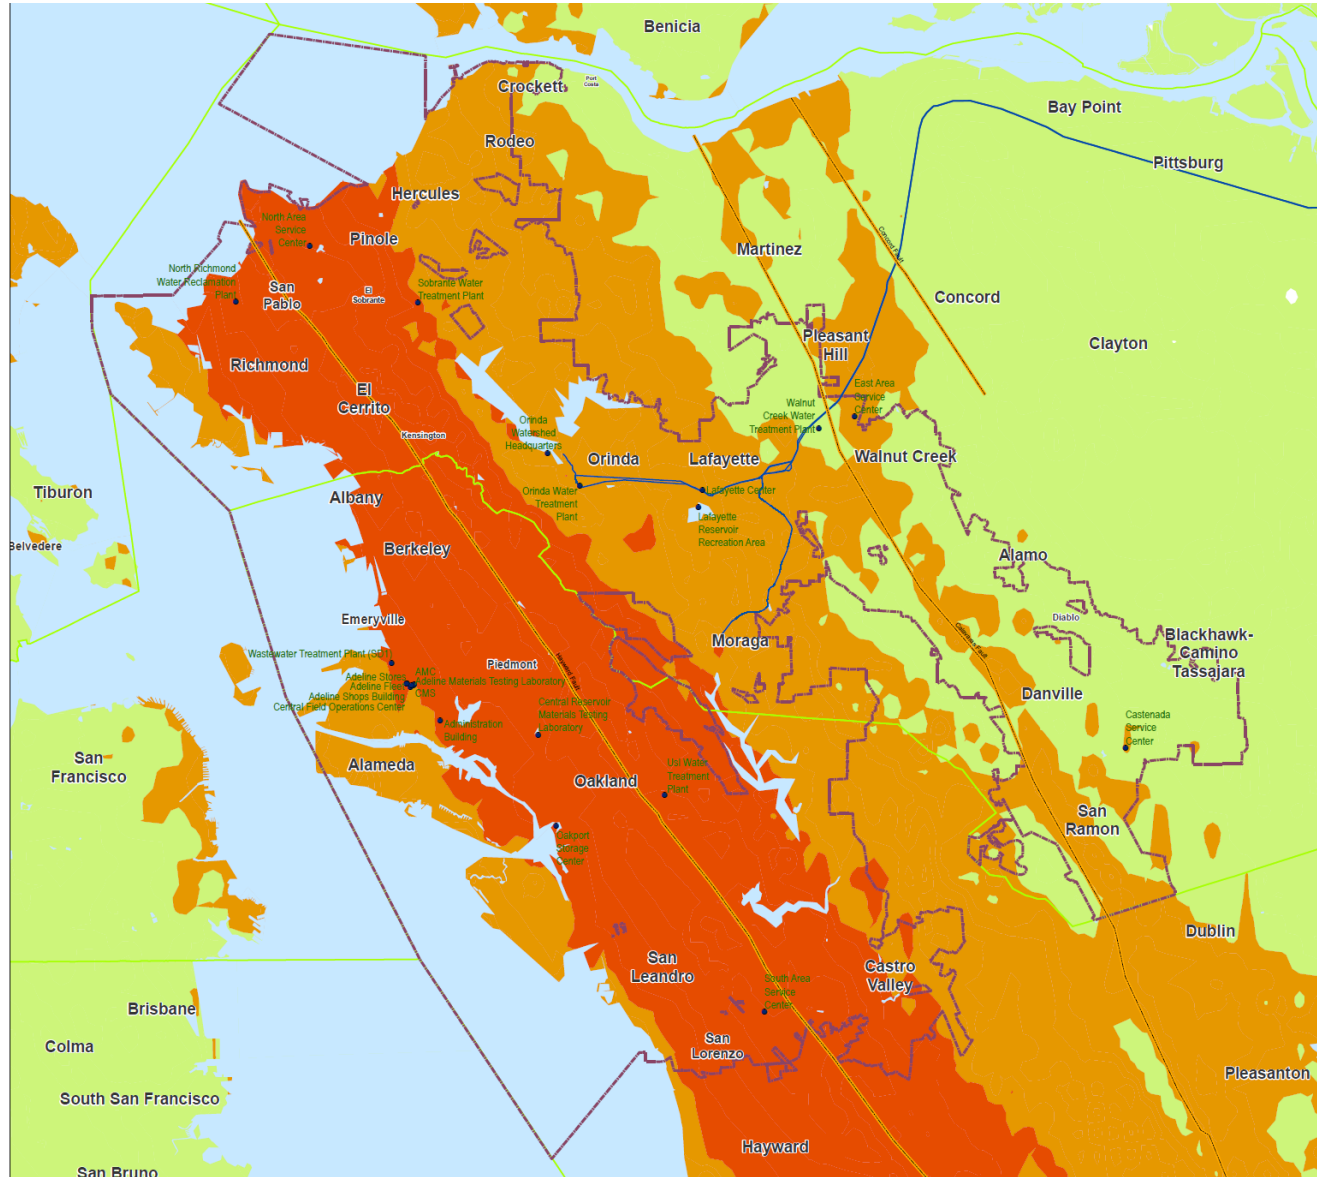 Benicia
Crockett
Port
Costa
Bay Point
Rodeo
Pittsburg
Hercules
North Area
Service
Center
Pinole
Martinez
Concord Fault
North Richmond
Water Reclamation
Plant
San
Pablo
El
Sobrante
Sobrante Water
Treatment Plant
Concord
Pleasant
Hill
Clayton
Richmond
El
Cerrito
East Area
Service
Center
Walnut
Creek Water
Treatment Plant
Kensington
Orinda
Watershed
Headquarters
Orinda
Lafayette
Walnut Creek
Tiburon
Albany
Orinda Water
Treatment
Plant
Lafayette Center
Lafayette
Reservoir
Recreation Area
Belvedere
Berkeley
Alamo
Emeryville
Diablo
Moraga
Calaveras Fault
Blackhawk-
Camino
Tassajara
Wastewater Treatment Plant (SD1)
Piedmont
Hayward Fault
AMC
Adeline Stores
Adeline Materials Testing Laboratory
Adeline Fleet
OMS
Adeline Shops Building
Central Field Operations Center
Danville
Central Reservoir
Materials Testing
Laboratory
Administration
Building
Castenada
Service
Center
San
Francisco
Alameda
Oakland
Usl Water
Treatment
Plant
San
Ramon
Oakport
Storage
Center
Dublin
San
Leandro
Castro
Valley
South Area
Service
Center
Brisbane
Colma
San
Lorenzo
Pleasanton
South San Francisco
Hayward
San Bruno